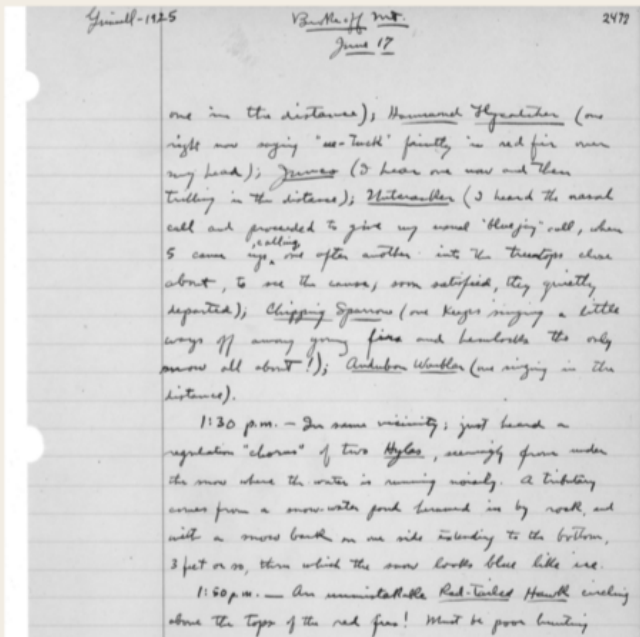 Grinnell-1925 Brokeoff Mt. 2477
June 17
one in the distance); Hammond Flycatcher (one
right now saying "se-tuck" faintly in red fir over
my head); Junco (I hear one now and then
trilling in the distance); Nutcracker (I heard the nasal
call and proceeded to give my usual "bluejay" call, when
5 came up, calling, one after another into the treetops close
about, to see the cause; soon satisfied, they quietly
departed); Chipping Sparrow (one keeps singing a little
ways off among young firs and hemlocks the only
snow all about!); Audubon Warbler (one singing in the
distance).
1:30 p.m. — In same vicinity; just heard a
regulation "chorus" of two Hylas, seemingly from under
the snow where the water is running noisily. A tributary
comes from a snow-water pond hemmed in by rock, and
with a snow bank on one side extending to the bottom,
3 feet or so, thru which the snow looks blue like ice.
1:50 p.m. — An unmistakable Red-tailed Hawk circling
above the tops of the red firs! Must be poor hunting